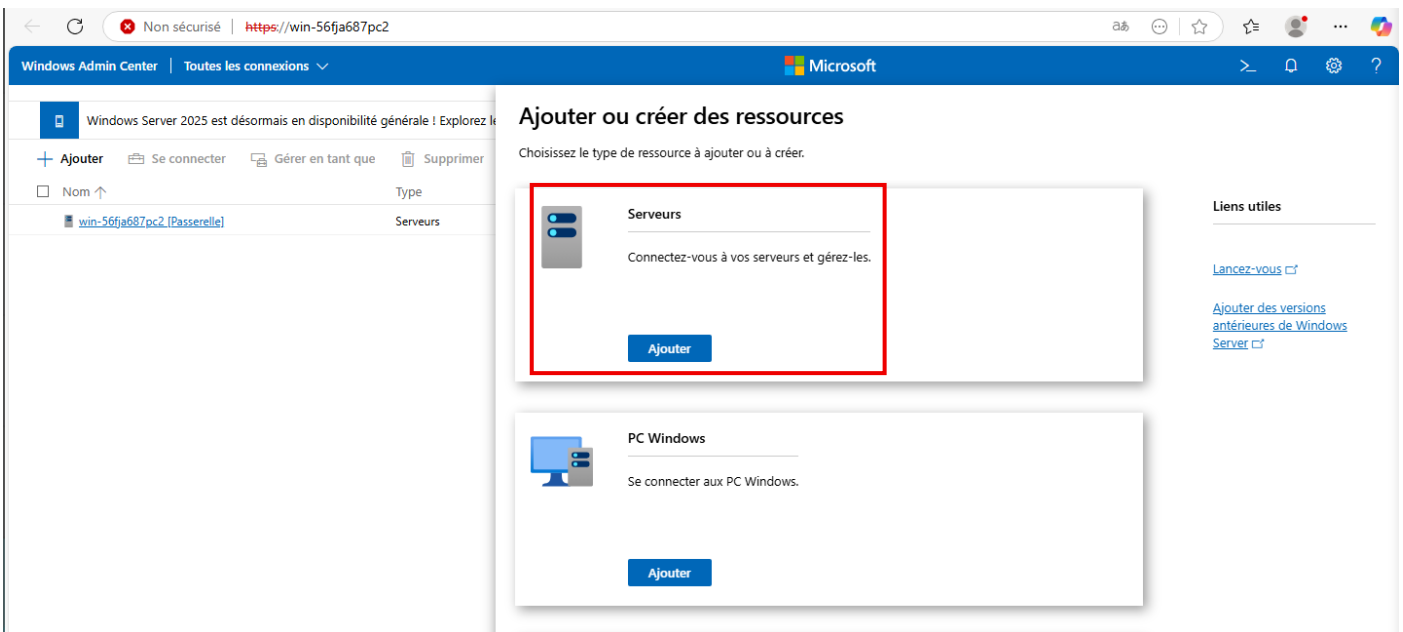 Non sécurisé | https://win-56fja687pc2
Windows Admin Center | Toutes les connexions
Microsoft
Windows Server 2025 est désormais en disponibilité générale ! Explorez le
Ajouter Se connecter Gérer en tant que Supprimer
Nom Type
win-56fja687pc2 [Passerelle] Serveurs
Ajouter ou créer des ressources
Choisissez le type de ressource à ajouter ou à créer.
Serveurs
Connectez-vous à vos serveurs et gérez-les.
Ajouter
PC Windows
Se connecter aux PC Windows.
Ajouter
Liens utiles
Lancez-vous
Ajouter des versions
antérieures de Windows
Server